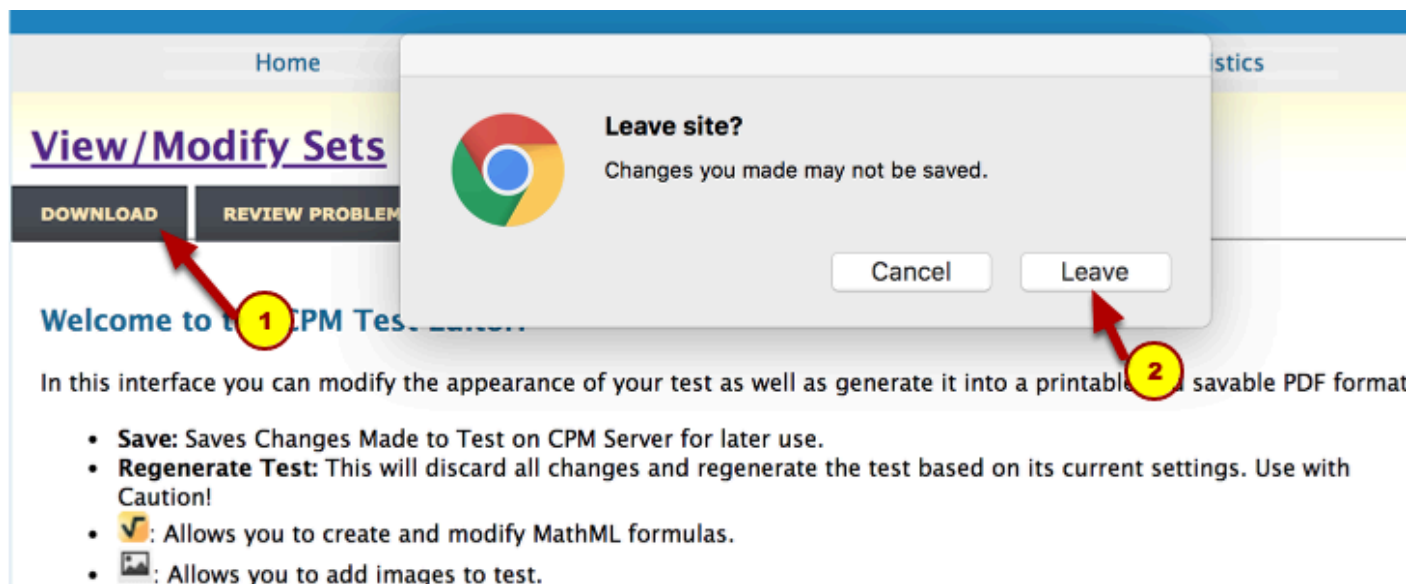 Home
istics
Leave site?
Changes you made may not be saved.
View/Modify Sets
DOWNLOAD
REVIEW PROBLEM
Cancel
Leave
1
Welcome to t CPM Tes
2
In this interface you can modify the appearance of your test as well as generate it into a printable savable PDF format
• Save: Saves Changes Made to Test on CPM Server for later use.
• Regenerate Test: This will discard all changes and regenerate the test based on its current settings. Use with
Caution!
• : Allows you to create and modify MathML formulas.
• : Allows you to add images to test.